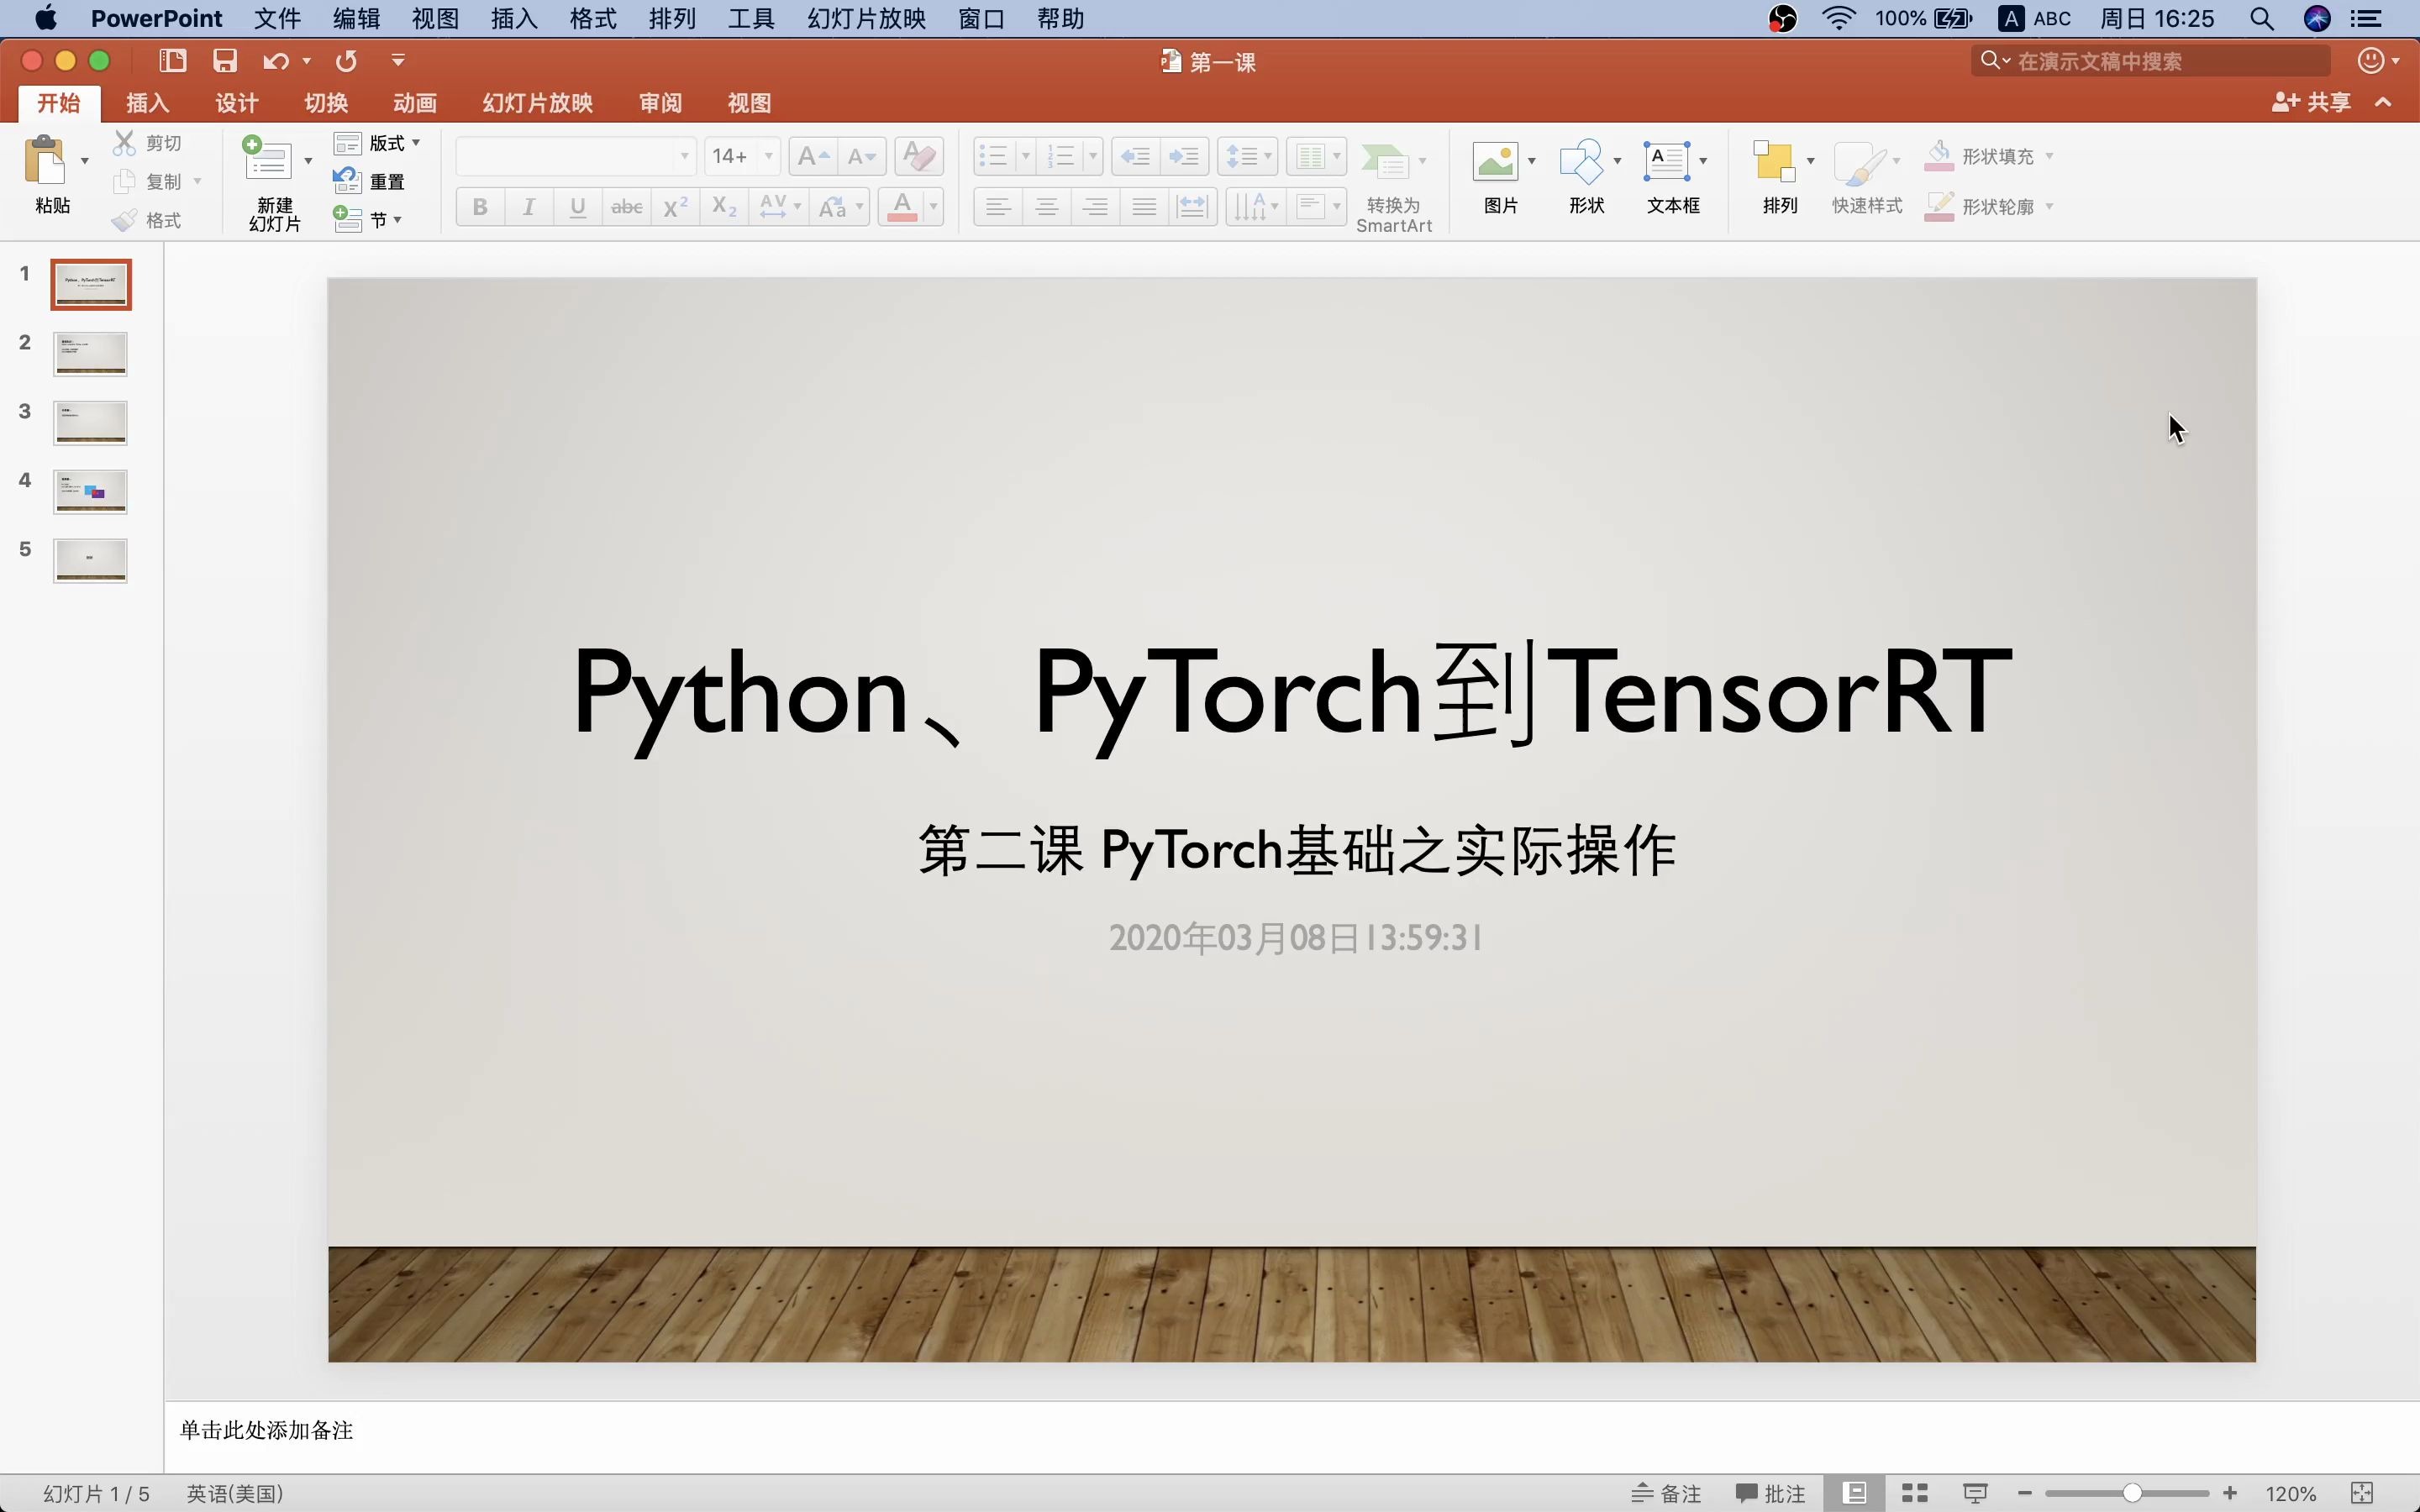 PowerPoint 文件 编辑 视图 插入 格式 排列 工具 幻灯片放映 窗口 帮助 100% A ABC 周日 16:25
第一课 在演示文稿中搜索
开始 插入 设计 切换 动画 幻灯片放映 审阅 视图 共享
粘贴 剪切 复制 格式
新建
幻灯片
版式
重置
节
14+
B I U abc X² X₂ AV Aa A
转换为
SmartArt
图片 形状 文本框 排列 快速样式 形状填充
形状轮廓
1
2
3
4
5
Python、PyTorch到TensorRT
第二课 PyTorch基础之实际操作
2020年03月08日13:59:31
单击此处添加备注
幻灯片 1 / 5 英语(美国) 备注 批注 120%